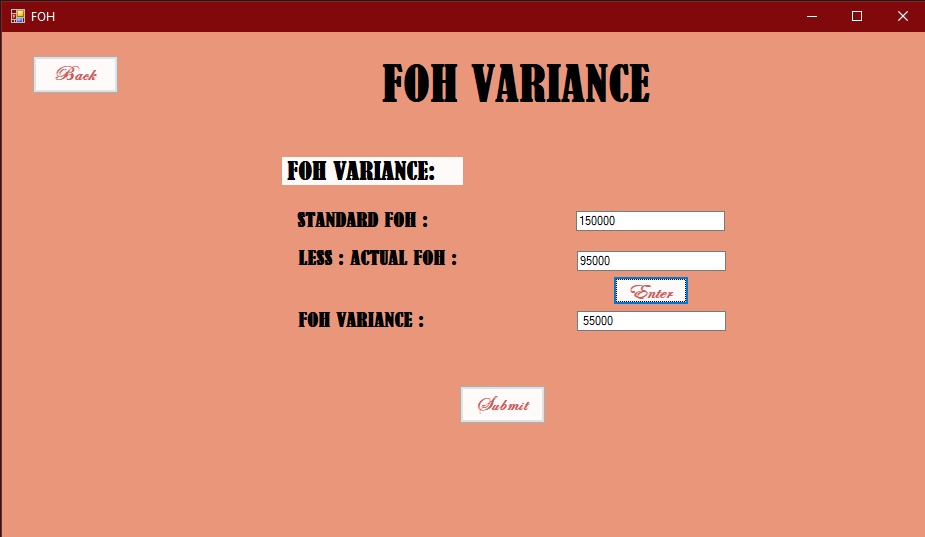 FOH
Back
FOH VARIANCE
FOH VARIANCE:
STANDARD FOH : 150000
LESS : ACTUAL FOH : 95000
Enter
FOH VARIANCE : 55000
Submit